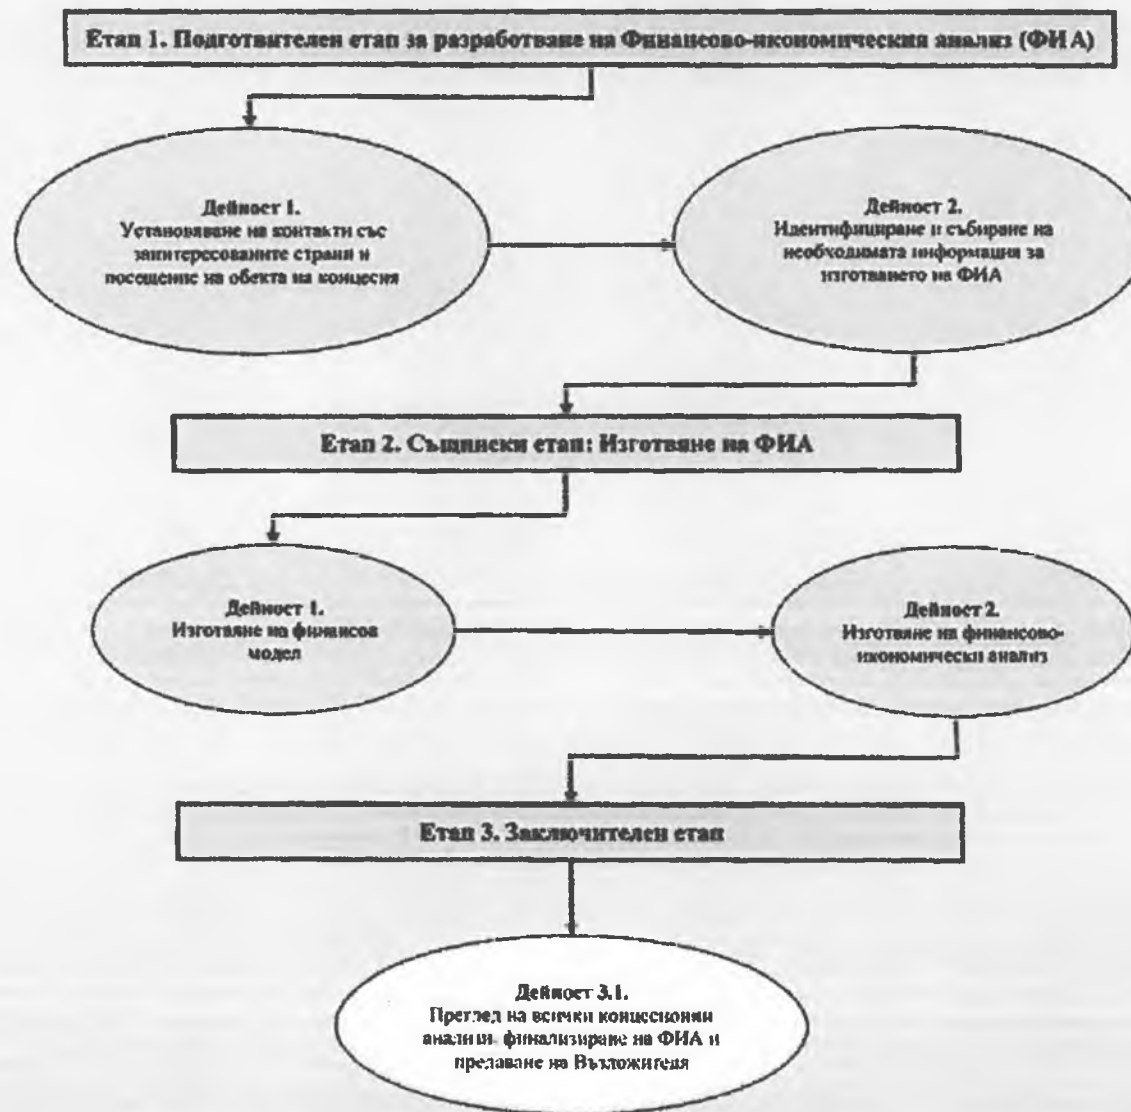 Етап 1. Подготвителен етап за разработване на Финансово-икономическия анализ (ФИА)
Дейност 1.
Установяване на контакти със
заинтересованите страни и
посещение на обекта на концесия
Дейност 2.
Идентифициране и събиране на
необходимата информация за
изготвянето на ФИА
Етап 2. Същински етап: Изготвяне на ФИА
Дейност 1.
Изготвяне на финансов
модел
Дейност 2.
Изготвяне на финансово-
икономически анализ
Етап 3. Заключителен етап
Дейност 3.1.
Преглед на всички концесионни
анализи, финализиране на ФИА и
предаване на Възложителя